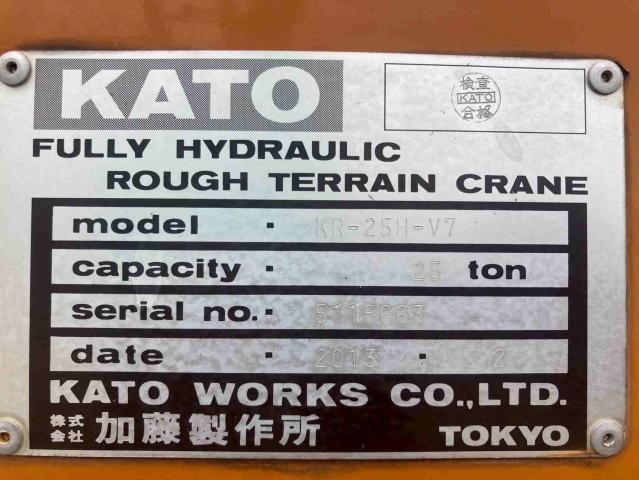 KATO
検査
KATO
合格
FULLY HYDRAULIC
ROUGH TERRAIN CRANE
model · KR-25H-V7
capacity · 25 ton
serial no.·
date · 2013 · 2
KATO WORKS CO.,LTD.
株式会社 加藤製作所 TOKYO